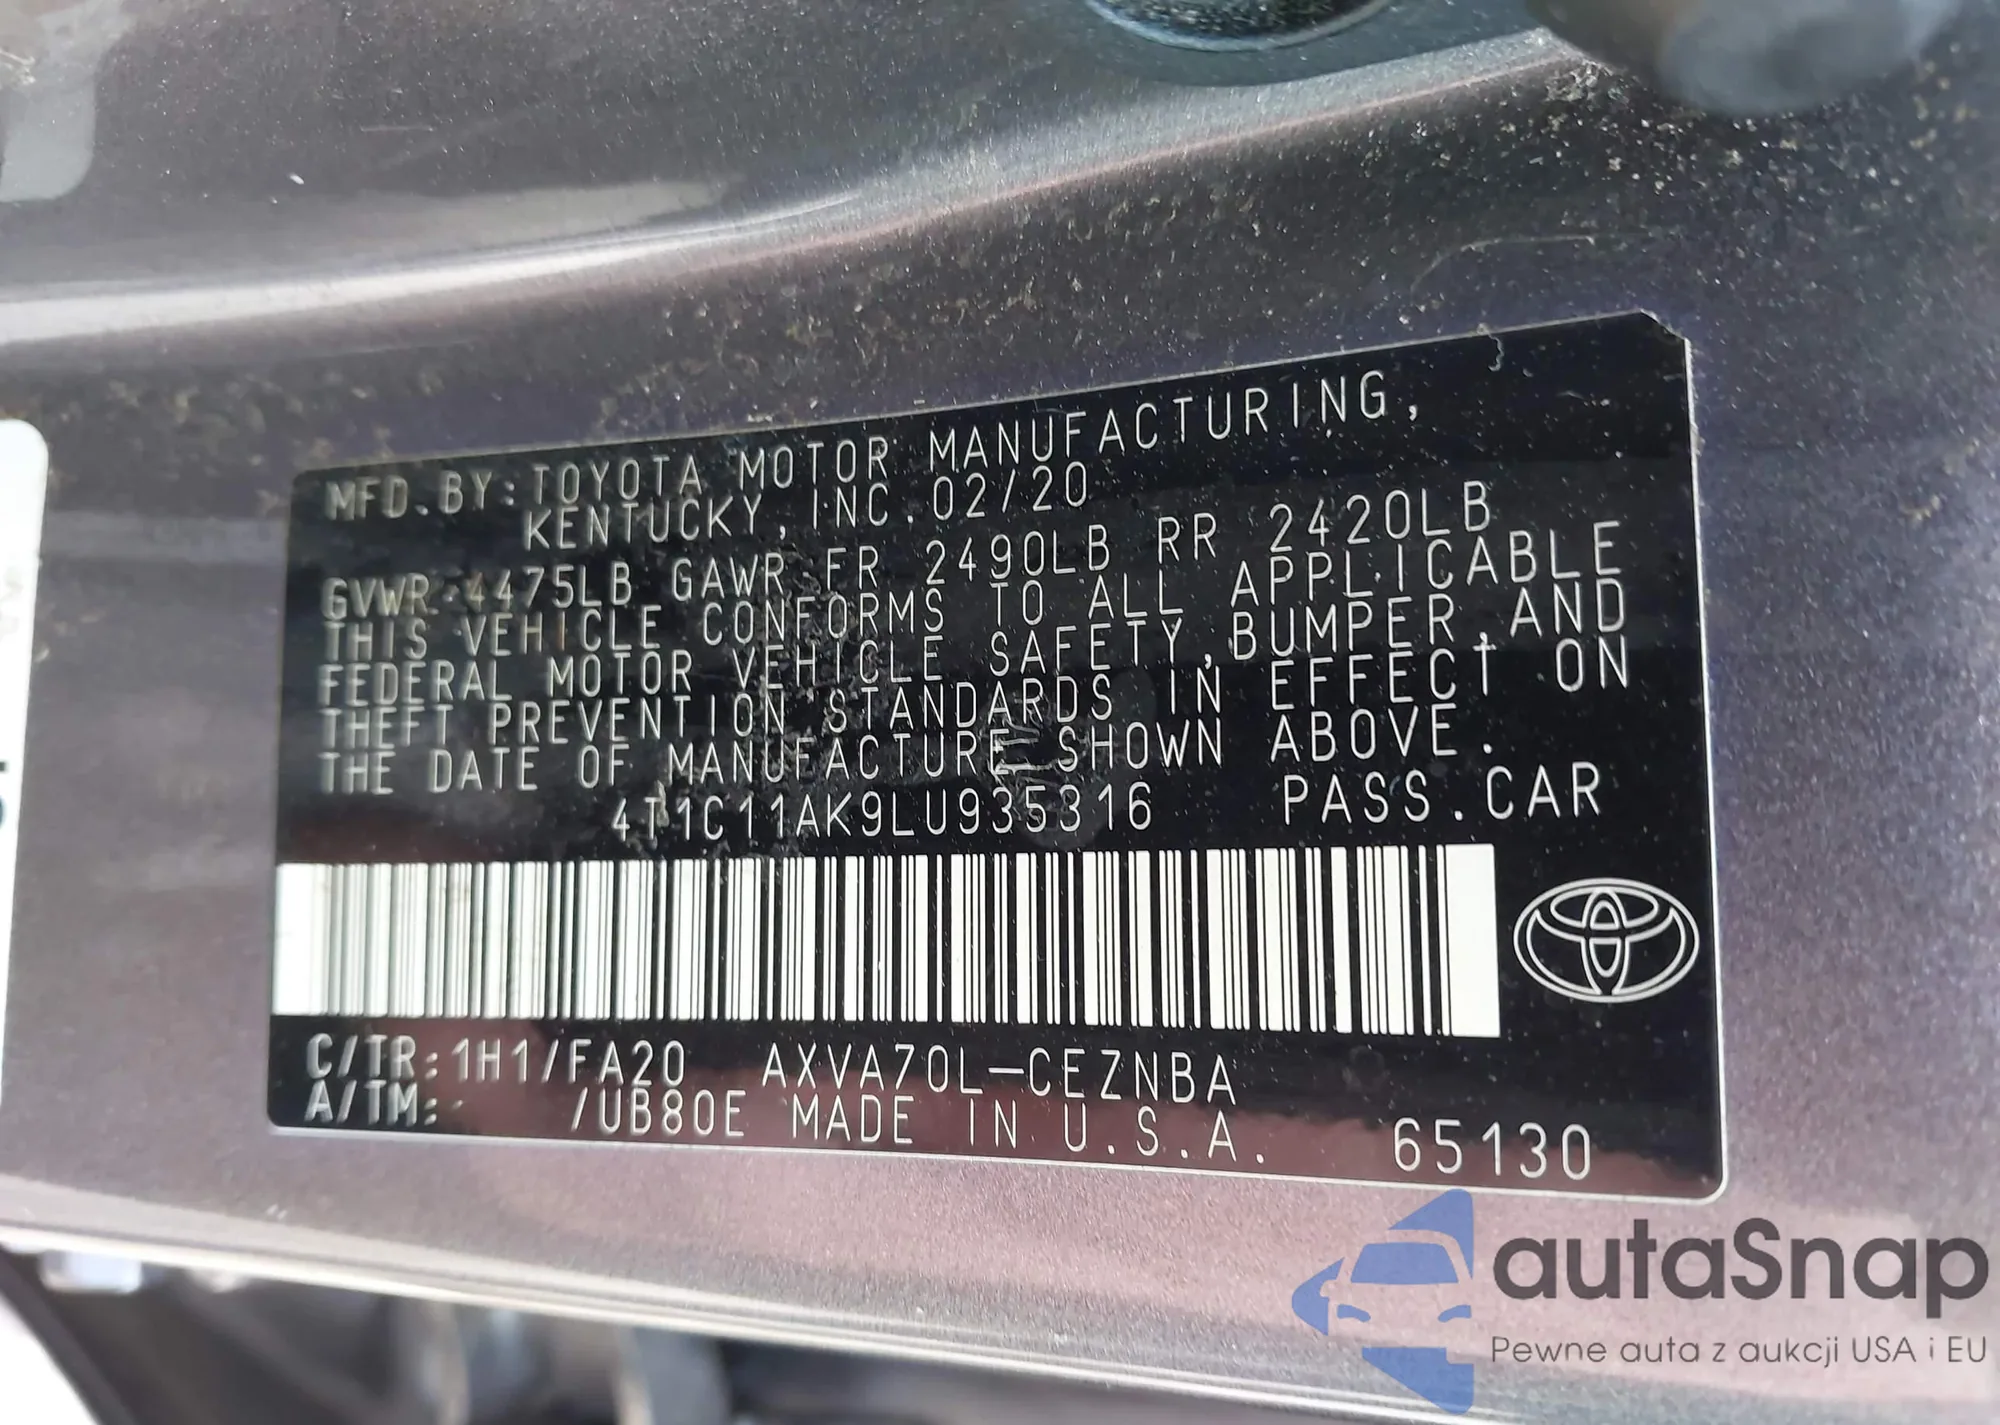 MFD.BY:TOYOTA MOTOR MANUFACTURING,
KENTUCKY, INC. 02/20
GVWR 4475LB GAWR FR 2490LB RR 2420LB
THIS VEHICLE CONFORMS TO ALL APPLICABLE
FEDERAL MOTOR VEHICLE SAFETY,BUMPER,AND
THEFT PREVENTION STANDARDS IN EFFECT ON
THE DATE OF MANUFACTURE SHOWN ABOVE.
4T1C11AK9LU935316 PASS.CAR
C/TR:1H1/FA20 AXVA70L-CEZNBA
A/TM:- /UB80E MADE IN U.S.A. 65130
autaSnap
Pewne auta z aukcji USA i EU